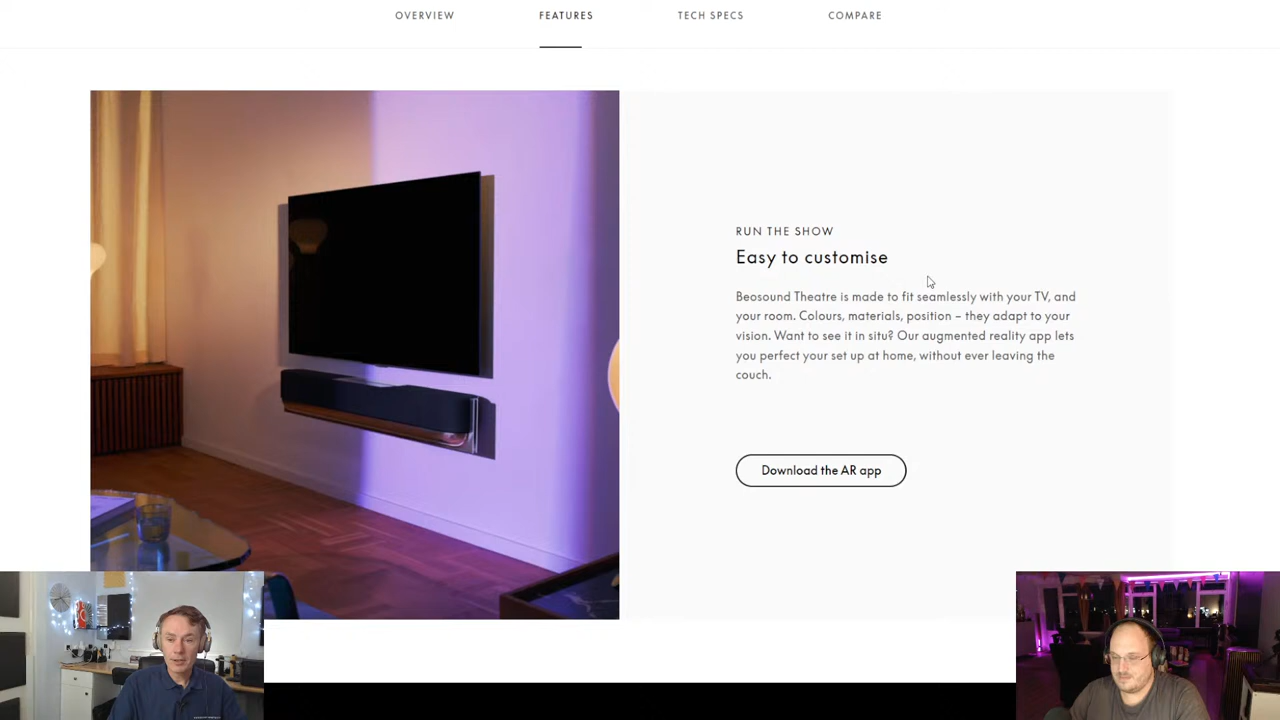 OVERVIEW
FEATURES
TECH SPECS
COMPARE
RUN THE SHOW
Easy to customise
Beosound Theatre is made to fit seamlessly with your TV, and
your room. Colours, materials, position – they adapt to your
vision. Want to see it in situ? Our augmented reality app lets
you perfect your set up at home, without ever leaving the
couch.
Download the AR app